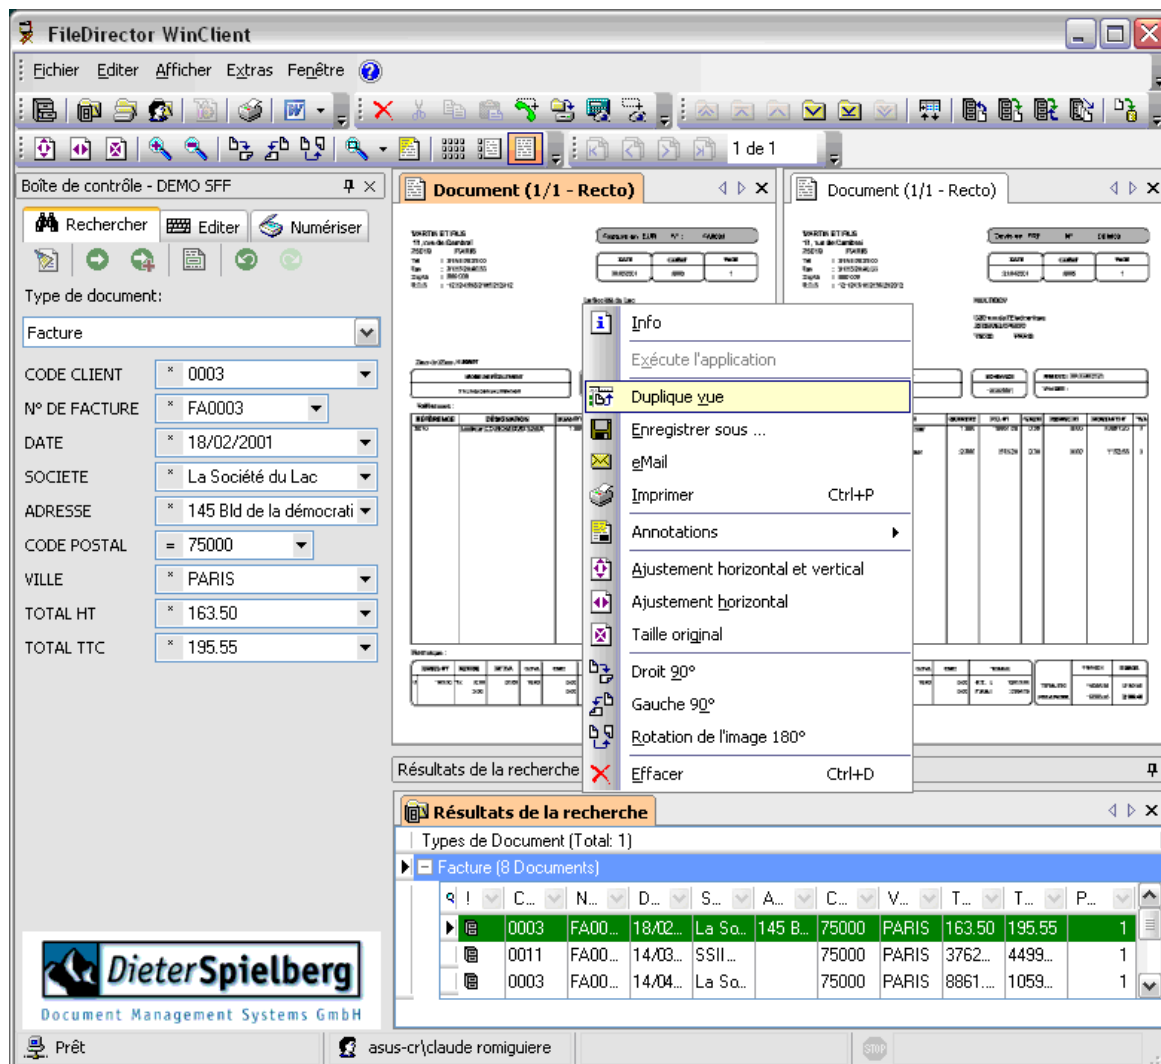 FileDirector WinClient
Fichier Editer Afficher Extras Fenêtre
1 de 1
Boîte de contrôle - DEMO SFF
Rechercher Editer Numériser
Type de document:
Facture
CODE CLIENT * 0003
N° DE FACTURE * FA0003
DATE * 18/02/2001
SOCIETE * La Société du Lac
ADRESSE * 145 Bld de la démocrati
CODE POSTAL = 75000
VILLE * PARIS
TOTAL HT * 163.50
TOTAL TTC * 195.55
DieterSpielberg
Document Management Systems GmbH
Document (1/1 - Recto)
Document (1/1 - Recto)
MARTIN ET FILS
MARTIN ET FILS
Info
Exécute l'application
Duplique vue
Enregistrer sous ...
eMail
Imprimer Ctrl+P
Annotations
Ajustement horizontal et vertical
Ajustement horizontal
Taille original
Droit 90°
Gauche 90°
Rotation de l'image 180°
Effacer Ctrl+D
Résultats de la recherche
Résultats de la recherche
Types de Document (Total: 1)
Facture (8 Documents)
! C... N... D... S... A... C... V... T... T... P...
0003 FA00... 18/02... La So... 145 B... 75000 PARIS 163.50 195.55 1
0011 FA00... 14/03... SSII... 75000 PARIS 3762... 4499... 1
0003 FA00... 14/04... La So... 75000 PARIS 8861.... 1059... 1
Prêt
asus-cr\claude romiguiere
STOP